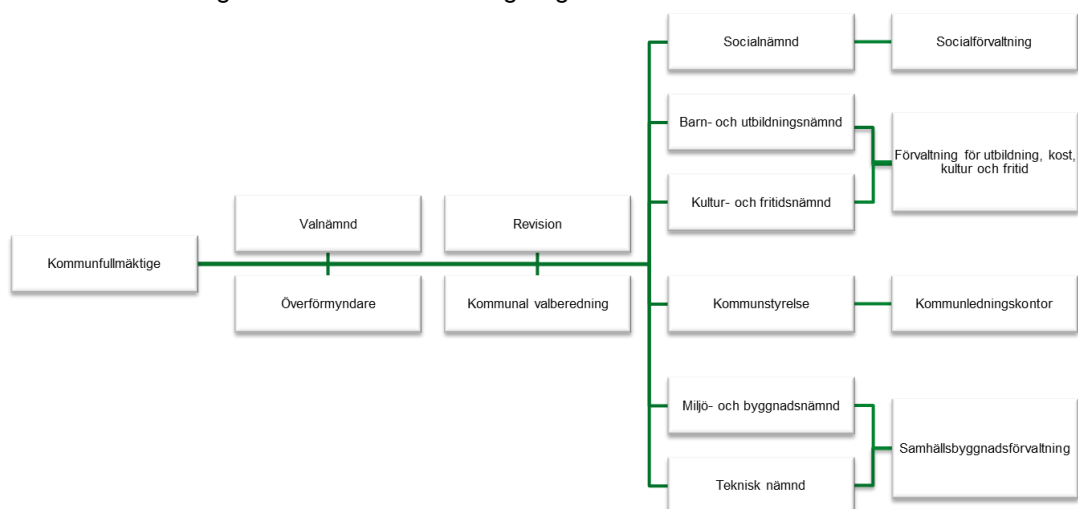 Socialnämnd
Socialförvaltning
Barn- och utbildningsnämnd
Förvaltning för utbildning, kost,
kultur och fritid
Kultur- och fritidsnämnd
Valnämnd
Revision
Kommunfullmäktige
Överförmyndare
Kommunal valberedning
Kommunstyrelse
Kommunledningskontor
Miljö- och byggnadsnämnd
Samhällsbyggnadsförvaltning
Teknisk nämnd